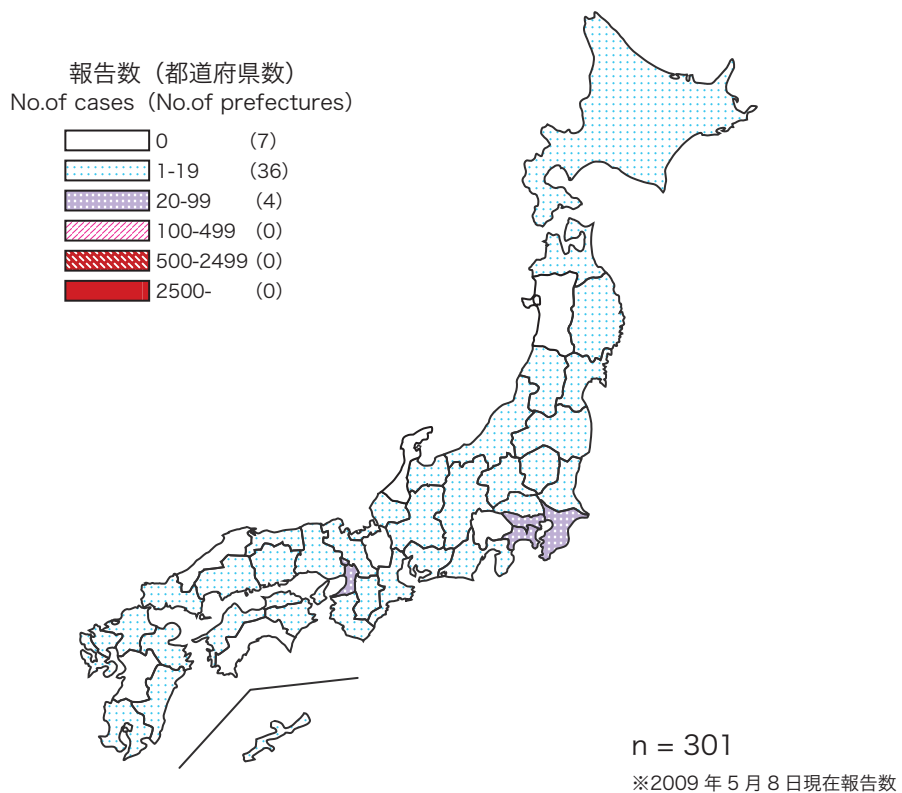 報告数（都道府県数）
No.of cases（No.of prefectures）
0 (7)
1-19 (36)
20-99 (4)
100-499 (0)
500-2499 (0)
2500- (0)
n = 301
※2009 年 5 月 8 日現在報告数